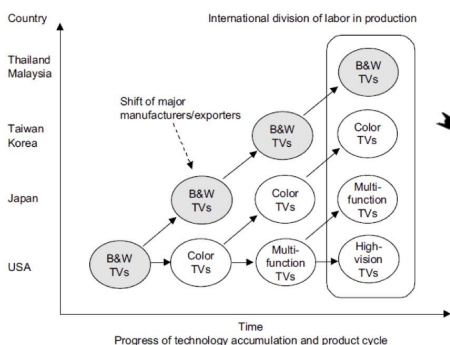 Country
International division of labor in production
Thailand
Malaysia
B&W
TVs
Shift of major
manufacturers/exporters
Taiwan
Korea
B&W
TVs
Color
TVs
Japan
B&W
TVs
Color
TVs
Multi-
function
TVs
USA
B&W
TVs
Color
TVs
Multi-
function
TVs
High-
vision
TVs
Time
Progress of technology accumulation and product cycle